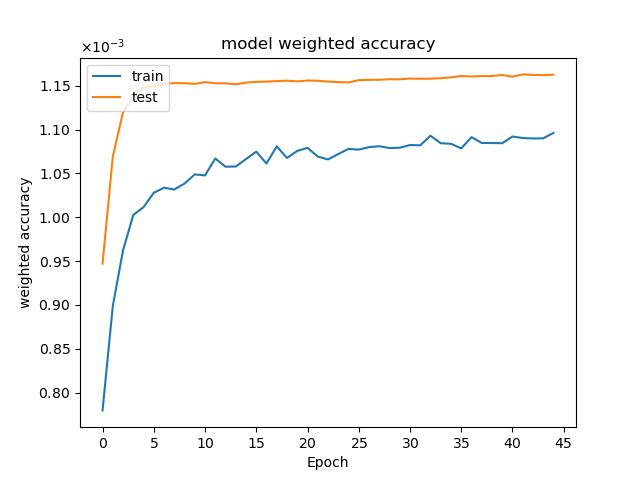 ×10⁻³
model weighted accuracy
train
test
1.15
1.10
1.05
1.00
0.95
0.90
0.85
0.80
weighted accuracy
0 5 10 15 20 25 30 35 40 45
Epoch